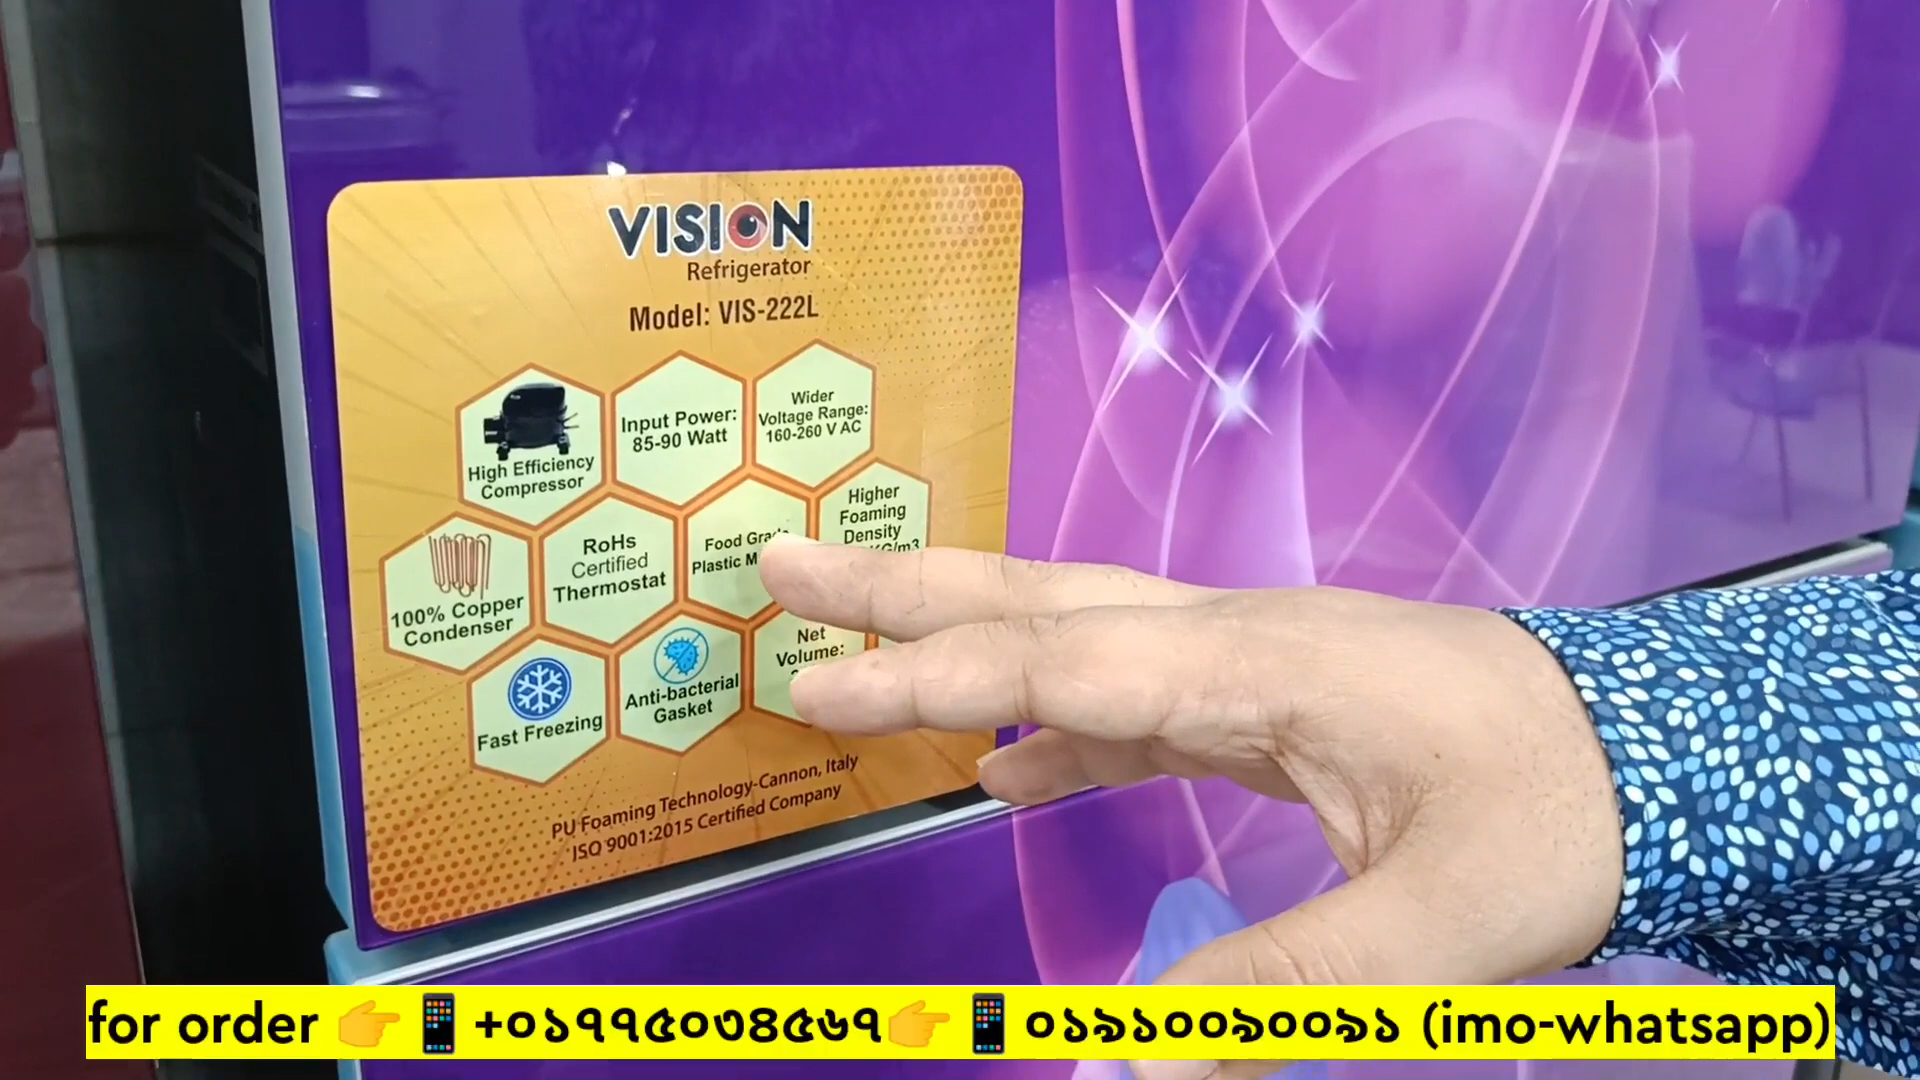 VISION
Refrigerator
Model: VIS-222L
High Efficiency
Compressor
Input Power:
85-90 Watt
Wider
Voltage Range:
160-260 V AC
100% Copper
Condenser
RoHs
Certified
Thermostat
Food Grade
Plastic
Higher
Foaming
Density
KG/m3
Fast Freezing
Anti-bacterial
Gasket
Net
Volume:
PU Foaming Technology-Cannon, Italy
ISO 9001:2015 Certified Company
for order 👉📱+০১৭৭৫০৩৪৫৬৭👉📱০১৯১০০৯০০৯১ (imo-whatsapp)